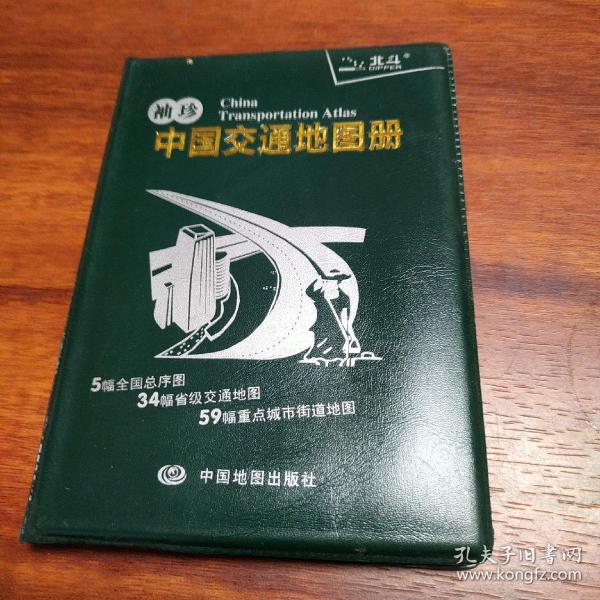 北斗®
DIPPER
袖珍
China
Transportation Atlas
中国交通地图册
5幅全国总序图
34幅省级交通地图
59幅重点城市街道地图
中国地图出版社
孔夫子旧书网
www.kongfz.com